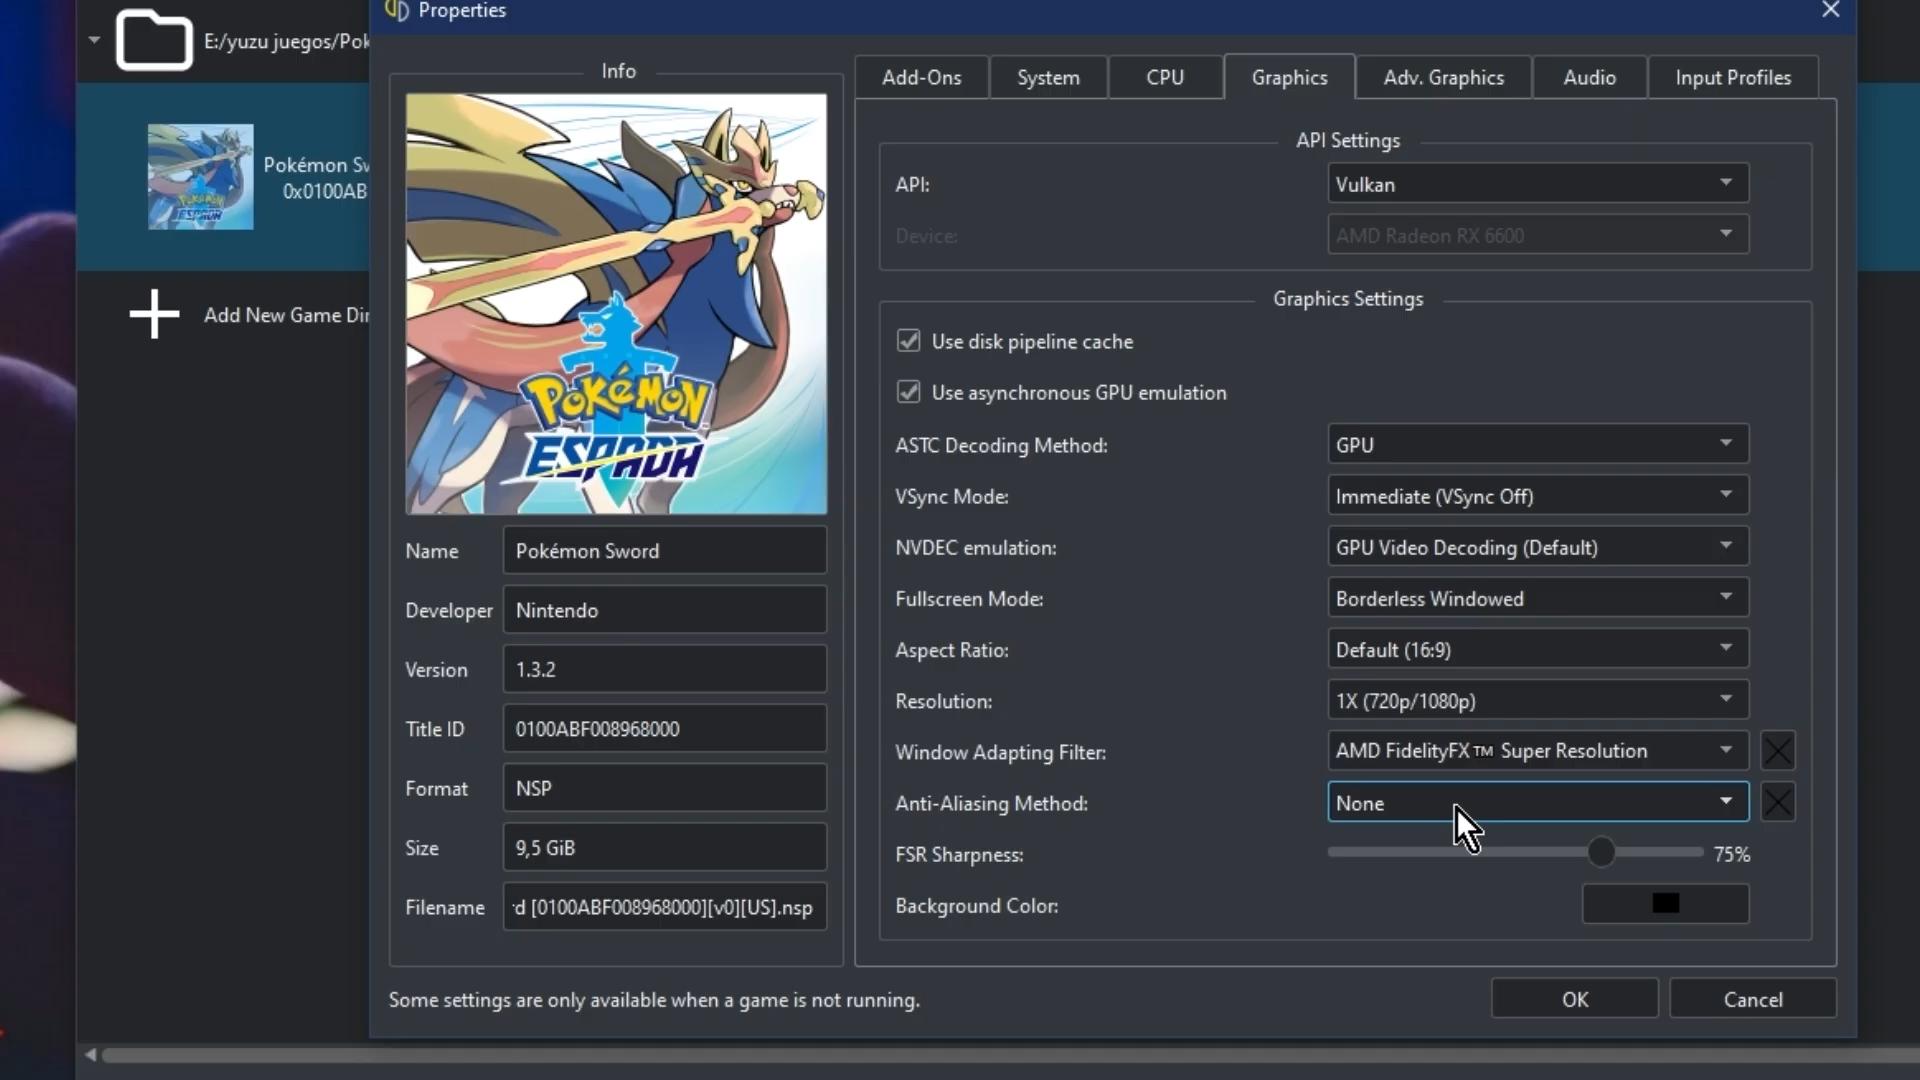 Properties
E:/yuzu juegos/Pok
Pokémon Sw
0x0100AB
Add New Game Dir
Info
POKéMON
ESPADA
Name
Pokémon Sword
Developer
Nintendo
Version
1.3.2
Title ID
0100ABF008968000
Format
NSP
Size
9,5 GiB
Filename
d [0100ABF008968000][v0][US].nsp
Add-Ons
System
CPU
Graphics
Adv. Graphics
Audio
Input Profiles
API Settings
API:
Vulkan
Device:
AMD Radeon RX 6600
Graphics Settings
Use disk pipeline cache
Use asynchronous GPU emulation
ASTC Decoding Method:
GPU
VSync Mode:
Immediate (VSync Off)
NVDEC emulation:
GPU Video Decoding (Default)
Fullscreen Mode:
Borderless Windowed
Aspect Ratio:
Default (16:9)
Resolution:
1X (720p/1080p)
Window Adapting Filter:
AMD FidelityFX™ Super Resolution
Anti-Aliasing Method:
None
FSR Sharpness:
75%
Background Color:
Some settings are only available when a game is not running.
OK
Cancel